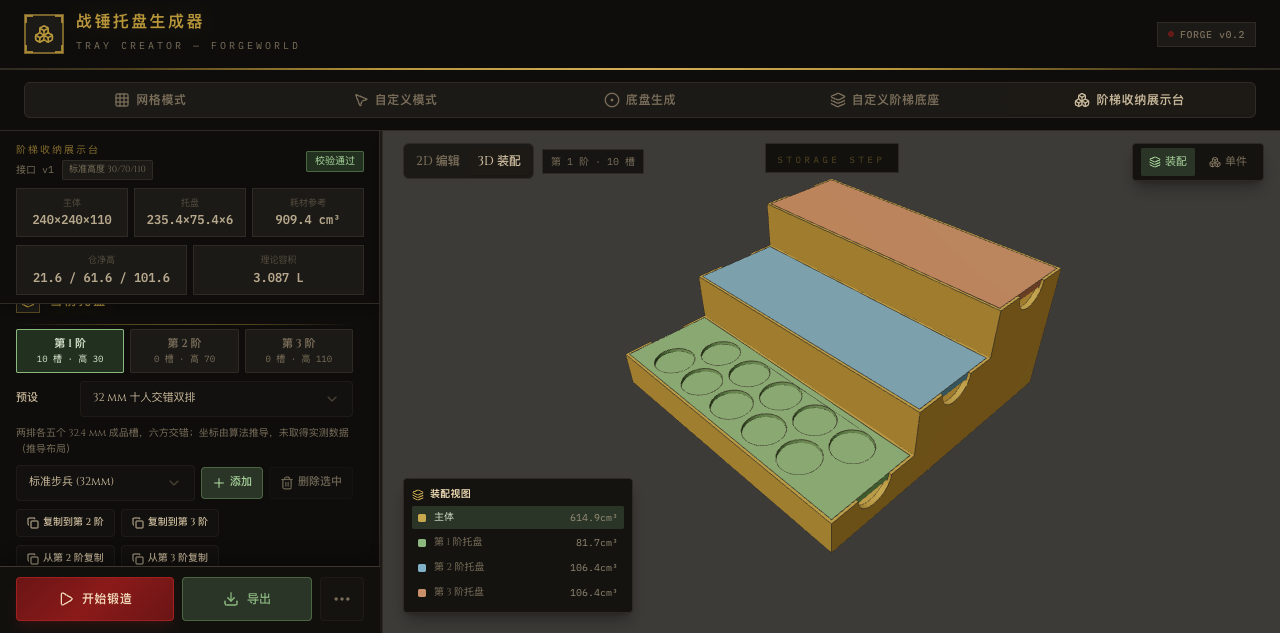 战锤托盘生成器
TRAY CREATOR — FORGEWORLD
FORGE v0.2
网格模式
自定义模式
底盘生成
自定义阶梯底座
阶梯收纳展示台
阶梯收纳展示台
接口 v1
标准高度 30/70/110
校验通过
主体
240×240×110
托盘
235.4×75.4×6
耗材参考
909.4 cm³
仓净高
21.6 / 61.6 / 101.6
理论容积
3.087 L
第 1 阶
10 槽 · 高 30
第 2 阶
0 槽 · 高 70
第 3 阶
0 槽 · 高 110
预设
32 MM 十人交错双排
两排各五个 32.4 MM 成品槽，六方交错；坐标由算法推导，未取得实测数据
（推导布局）
标准步兵 (32MM)
添加
删除选中
复制到第 2 阶
复制到第 3 阶
从第 2 阶复制
从第 3 阶复制
开始锻造
导出
2D 编辑
3D 装配
第 1 阶 · 10 槽
STORAGE STEP
装配
单件
装配视图
主体
614.9cm³
第 1 阶托盘
81.7cm³
第 2 阶托盘
106.4cm³
第 3 阶托盘
106.4cm³